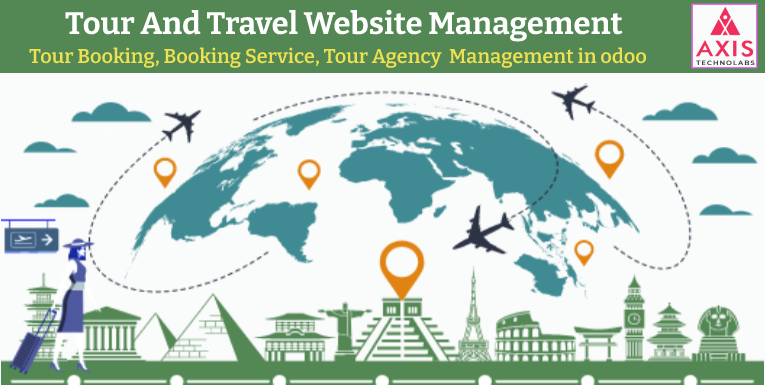 Tour And Travel Website Management
Tour Booking, Booking Service, Tour Agency Management in odoo
AXIS
TECHNOLABS